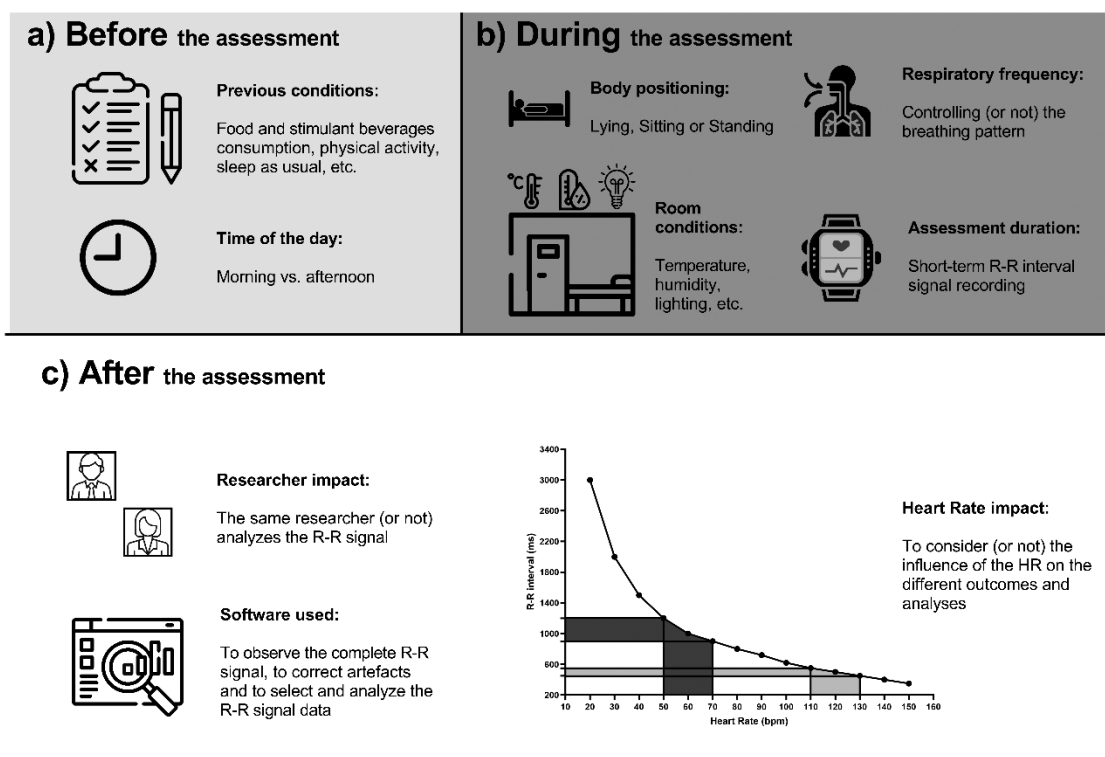 a) Before the assessment
Previous conditions:
Food and stimulant beverages
consumption, physical activity,
sleep as usual, etc.
Time of the day:
Morning vs. afternoon
b) During the assessment
Body positioning:
Lying, Sitting or Standing
Respiratory frequency:
Controlling (or not) the
breathing pattern
°C
%
Room
conditions:
Temperature,
humidity,
lighting, etc.
Assessment duration:
Short-term R-R interval
signal recording
c) After the assessment
Researcher impact:
The same researcher (or not)
analyzes the R-R signal
Software used:
To observe the complete R-R
signal, to correct artefacts
and to select and analyze the
R-R signal data
R-R interval (ms)
3400
3000
2600
2200
1800
1400
1000
600
200
10 20 30 40 50 60 70 80 90 100 110 120 130 140 150 160
Heart Rate (bpm)
Heart Rate impact:
To consider (or not) the
influence of the HR on the
different outcomes and
analyses